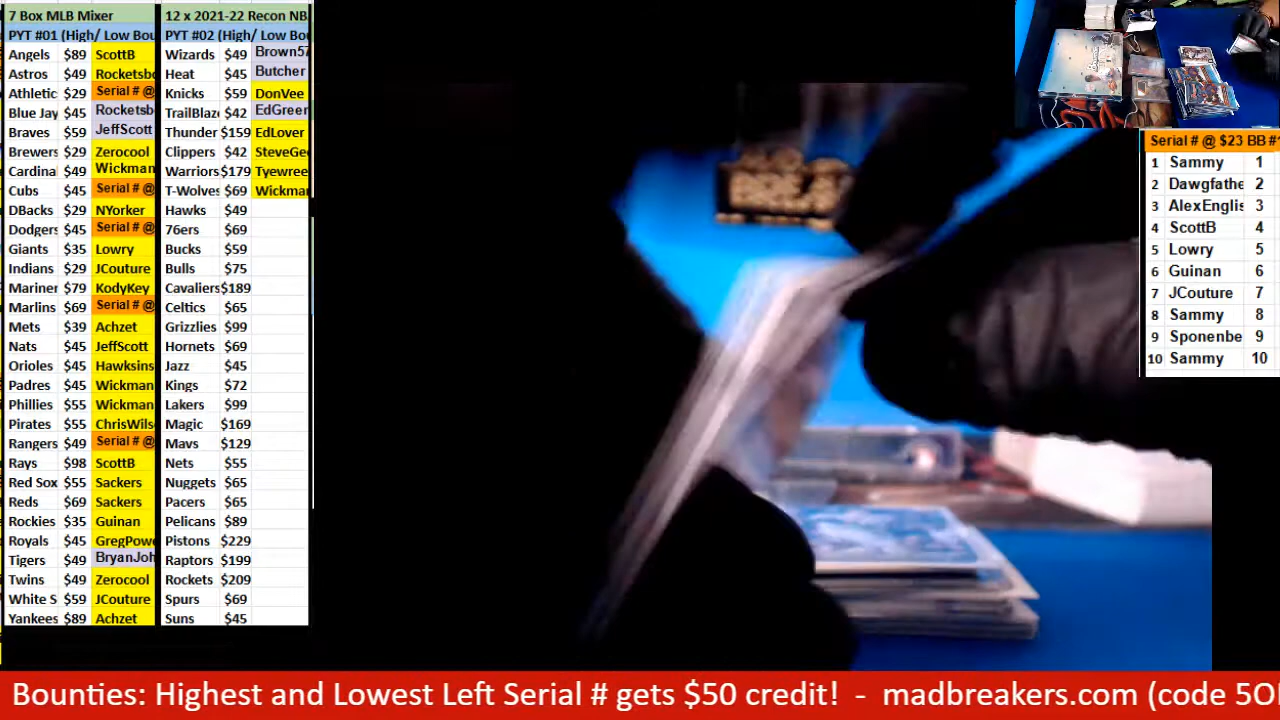 7 Box MLB Mixer
PYT #01 (High/ Low Bou
Angels $89 ScottB
Astros $49 Rocketsbo
Athletic $29 Serial # @
Blue Jay $45 Rocketsb
Braves $59 JeffScott
Brewers $29 Zerocool
Cardina $49 Wickman
Cubs $45 Serial # @
DBacks $29 NYorker
Dodgers $45 Serial # @
Giants $35 Lowry
Indians $29 JCouture
Mariner $79 KodyKey
Marlins $69 Serial # @
Mets $39 Achzet
Nats $45 JeffScott
Orioles $45 Hawksins
Padres $45 Wickman
Phillies $55 Wickman
Pirates $55 ChrisWils
Rangers $49 Serial # @
Rays $98 ScottB
Red Sox $55 Sackers
Reds $69 Sackers
Rockies $35 Guinan
Royals $45 GregPow
Tigers $49 BryanJoh
Twins $49 Zerocool
White S $59 JCouture
Yankees $89 Achzet
12 x 2021-22 Recon NB
PYT #02 (High/ Low Bou
Wizards $49 Brown57
Heat $45 Butcher
Knicks $59 DonVee
TrailBlaz $42 EdGreer
Thunder $159 EdLover
Clippers $42 SteveGe
Warriors $179 Tyewree
T-Wolves $69 Wickmar
Hawks $49
76ers $69
Bucks $59
Bulls $75
Cavaliers $189
Celtics $65
Grizzlies $99
Hornets $69
Jazz $45
Kings $72
Lakers $99
Magic $169
Mavs $129
Nets $55
Nuggets $65
Pacers $65
Pelicans $89
Pistons $229
Raptors $199
Rockets $209
Spurs $69
Suns $45
Serial # @ $23 BB #
1 Sammy 1
2 Dawgfathe 2
3 AlexEnglis 3
4 ScottB 4
5 Lowry 5
6 Guinan 6
7 JCouture 7
8 Sammy 8
9 Sponenbe 9
10 Sammy 10
Bounties: Highest and Lowest Left Serial # gets $50 credit! - madbreakers.com (code 5O